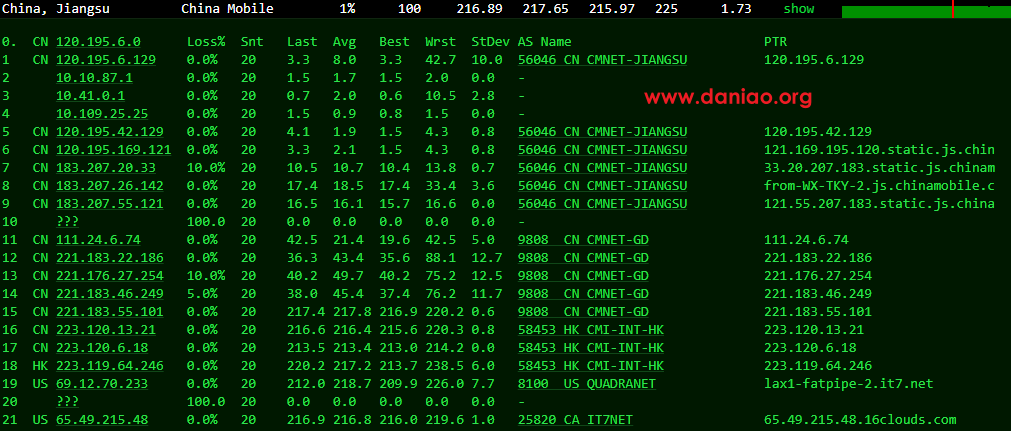 China, Jiangsu China Mobile 1% 100 216.89 217.65 215.97 225 1.73 show
0. CN 120.195.6.0 Loss% Snt Last Avg Best Wrst StDev AS Name PTR
1 CN 120.195.6.129 0.0% 20 3.3 8.0 3.3 42.7 10.0 56046 CN CMNET-JIANGSU 120.195.6.129
2 10.10.87.1 0.0% 20 1.5 1.7 1.5 2.0 0.0 -
3 10.41.0.1 0.0% 20 0.7 2.0 0.6 10.5 2.8 -
www.daniao.org
4 10.109.25.25 0.0% 20 1.5 0.9 0.8 1.5 0.0 -
5 CN 120.195.42.129 0.0% 20 4.1 1.9 1.5 4.3 0.8 56046 CN CMNET-JIANGSU 120.195.42.129
6 CN 120.195.169.121 0.0% 20 3.3 2.1 1.5 4.3 0.8 56046 CN CMNET-JIANGSU 121.169.195.120.static.js.chin
7 CN 183.207.20.33 10.0% 20 10.5 10.7 10.4 13.8 0.7 56046 CN CMNET-JIANGSU 33.20.207.183.static.js.chinam
8 CN 183.207.26.142 0.0% 20 17.4 18.5 17.4 33.4 3.6 56046 CN CMNET-JIANGSU from-WX-TKY-2.js.chinamobile.c
9 CN 183.207.55.121 0.0% 20 16.5 16.1 15.7 16.6 0.0 56046 CN CMNET-JIANGSU 121.55.207.183.static.js.china
10 ??? 100.0 20 0.0 0.0 0.0 0.0 0.0 -
11 CN 111.24.6.74 0.0% 20 42.5 21.4 19.6 42.5 5.0 9808 CN CMNET-GD 111.24.6.74
12 CN 221.183.22.186 0.0% 20 36.3 43.4 35.6 88.1 12.7 9808 CN CMNET-GD 221.183.22.186
13 CN 221.176.27.254 10.0% 20 40.2 49.7 40.2 75.2 12.5 9808 CN CMNET-GD 221.176.27.254
14 CN 221.183.46.249 5.0% 20 38.0 45.4 37.4 76.2 11.7 9808 CN CMNET-GD 221.183.46.249
15 CN 221.183.55.101 0.0% 20 217.4 217.8 216.9 220.2 0.6 9808 CN CMNET-GD 221.183.55.101
16 CN 223.120.13.21 0.0% 20 216.6 216.4 215.6 220.3 0.8 58453 HK CMI-INT-HK 223.120.13.21
17 CN 223.120.6.18 0.0% 20 213.5 213.4 213.0 214.2 0.0 58453 HK CMI-INT-HK 223.120.6.18
18 HK 223.119.64.246 0.0% 20 220.2 217.2 213.7 238.5 6.0 58453 HK CMI-INT-HK 223.119.64.246
19 US 69.12.70.233 0.0% 20 212.0 218.7 209.9 226.0 7.7 8100 US QUADRANET lax1-fatpipe-2.it7.net
20 ??? 100.0 20 0.0 0.0 0.0 0.0 0.0 -
21 US 65.49.215.48 0.0% 20 216.9 216.8 216.0 219.6 1.0 25820 CA IT7NET 65.49.215.48.16clouds.com